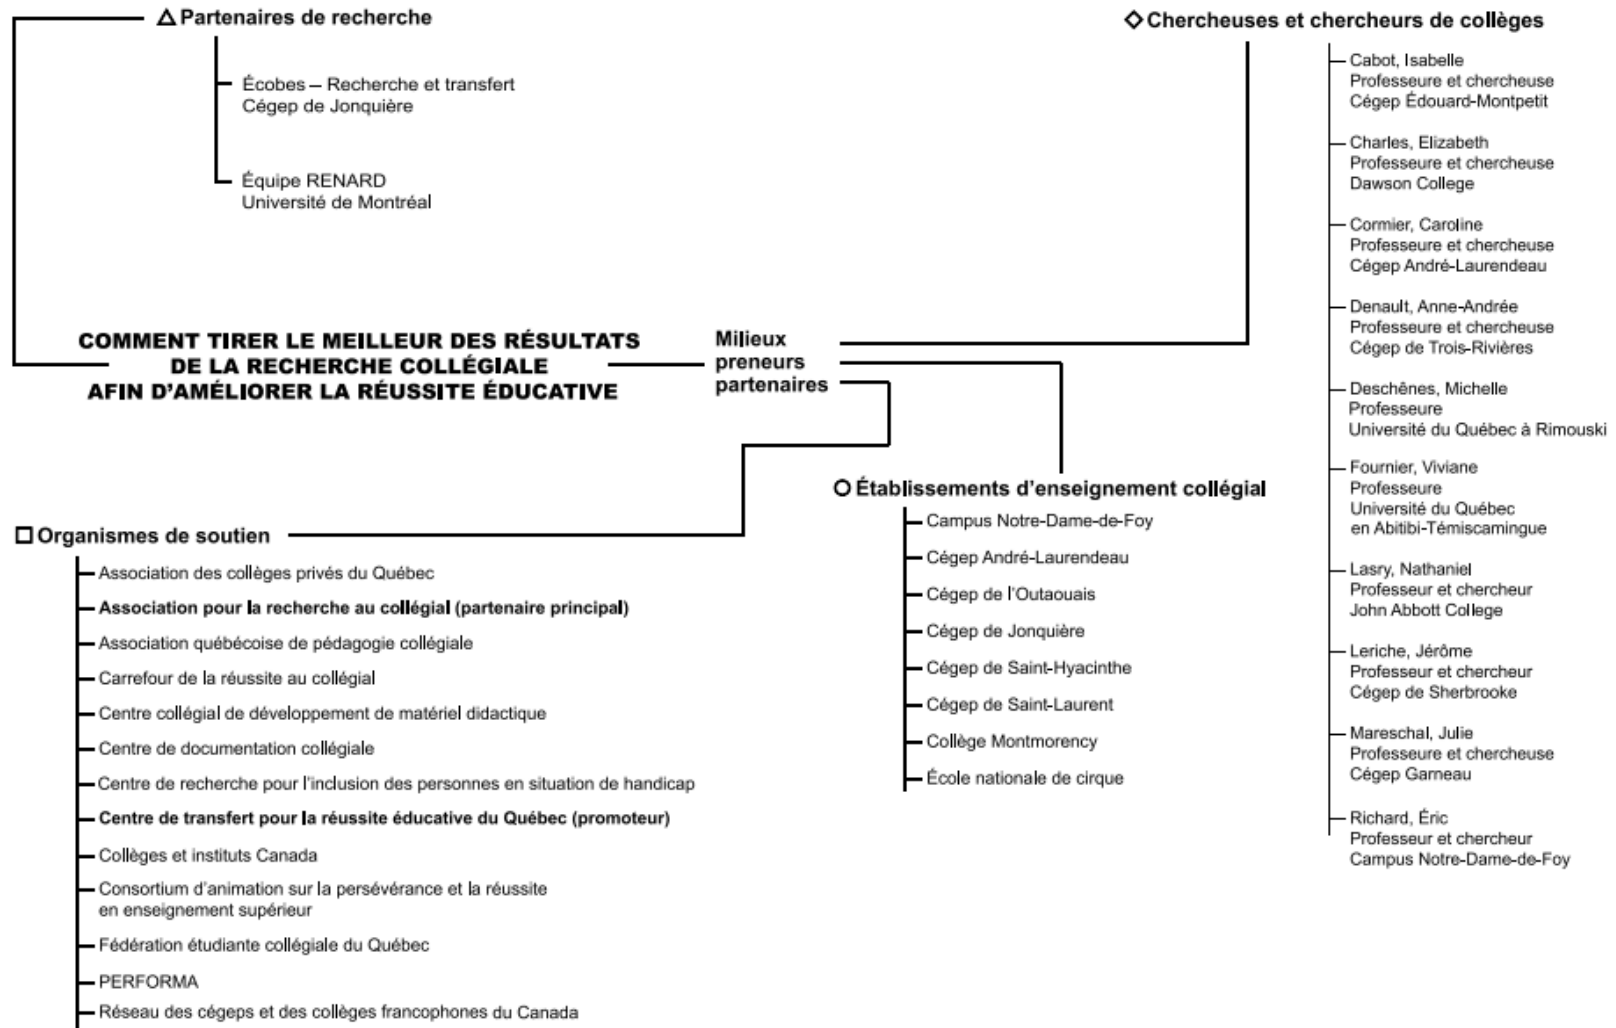 Partenaires de recherche
Écobes – Recherche et transfert
Cégep de Jonquière
Équipe RENARD
Université de Montréal
COMMENT TIRER LE MEILLEUR DES RÉSULTATS
DE LA RECHERCHE COLLÉGIALE
AFIN D'AMÉLIORER LA RÉUSSITE ÉDUCATIVE
Milieux
preneurs
partenaires
Chercheuses et chercheurs de collèges
Cabot, Isabelle
Professeure et chercheuse
Cégep Édouard-Montpetit
Charles, Elizabeth
Professeure et chercheuse
Dawson College
Cormier, Caroline
Professeure et chercheuse
Cégep André-Laurendeau
Denault, Anne-Andrée
Professeure et chercheuse
Cégep de Trois-Rivières
Deschênes, Michelle
Professeure
Université du Québec à Rimouski
Fournier, Viviane
Professeure
Université du Québec
en Abitibi-Témiscamingue
Lasry, Nathaniel
Professeur et chercheur
John Abbott College
Leriche, Jérôme
Professeur et chercheur
Cégep de Sherbrooke
Mareschal, Julie
Professeure et chercheuse
Cégep Garneau
Richard, Éric
Professeur et chercheur
Campus Notre-Dame-de-Foy
Établissements d'enseignement collégial
Campus Notre-Dame-de-Foy
Cégep André-Laurendeau
Cégep de l'Outaouais
Cégep de Jonquière
Cégep de Saint-Hyacinthe
Cégep de Saint-Laurent
Collège Montmorency
École nationale de cirque
Organismes de soutien
Association des collèges privés du Québec
Association pour la recherche au collégial (partenaire principal)
Association québécoise de pédagogie collégiale
Carrefour de la réussite au collégial
Centre collégial de développement de matériel didactique
Centre de documentation collégiale
Centre de recherche pour l'inclusion des personnes en situation de handicap
Centre de transfert pour la réussite éducative du Québec (promoteur)
Collèges et instituts Canada
Consortium d'animation sur la persévérance et la réussite
en enseignement supérieur
Fédération étudiante collégiale du Québec
PERFORMA
Réseau des cégeps et des collèges francophones du Canada